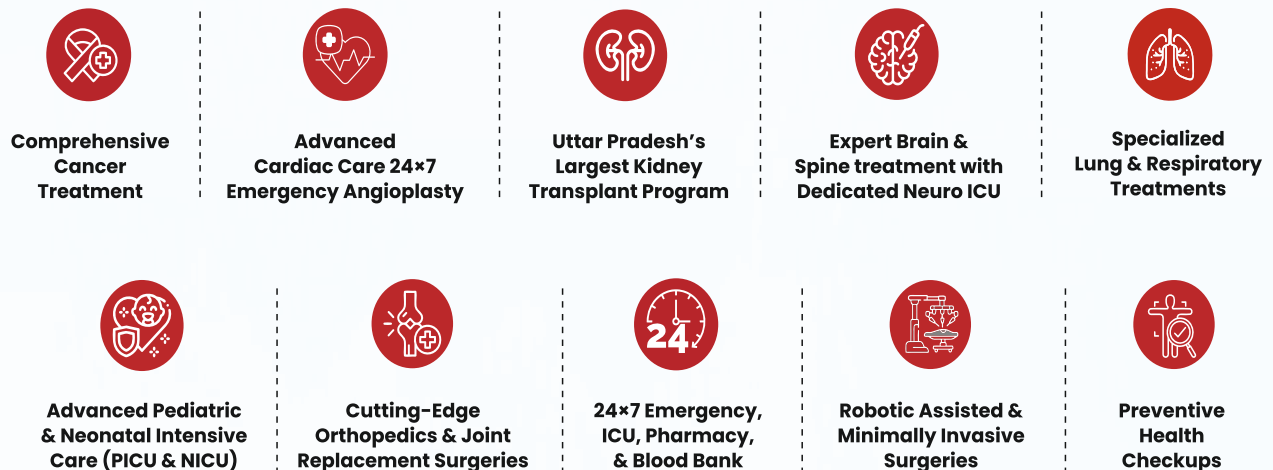 Comprehensive
Cancer
Treatment
Advanced
Cardiac Care 24×7
Emergency Angioplasty
Uttar Pradesh’s
Largest Kidney
Transplant Program
Expert Brain &
Spine treatment with
Dedicated Neuro ICU
Specialized
Lung & Respiratory
Treatments
Advanced Pediatric
& Neonatal Intensive
Care (PICU & NICU)
Cutting-Edge
Orthopedics & Joint
Replacement Surgeries
24
24×7 Emergency,
ICU, Pharmacy,
& Blood Bank
Robotic Assisted &
Minimally Invasive
Surgeries
Preventive
Health
Checkups